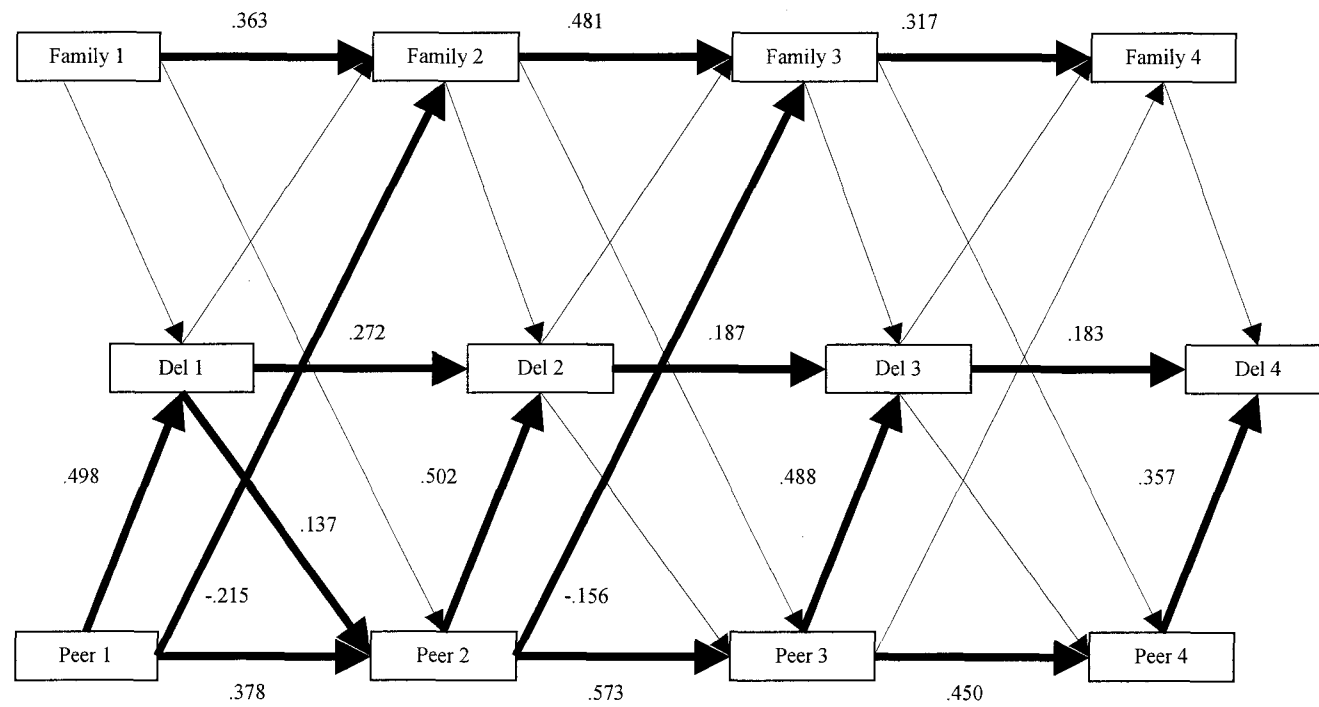 .363
.481
.317
Family 1
Family 2
Family 3
Family 4
.272
.187
.183
Del 1
Del 2
Del 3
Del 4
.498
.502
.488
.357
.137
-.215
-.156
Peer 1
Peer 2
Peer 3
Peer 4
.378
.573
.450